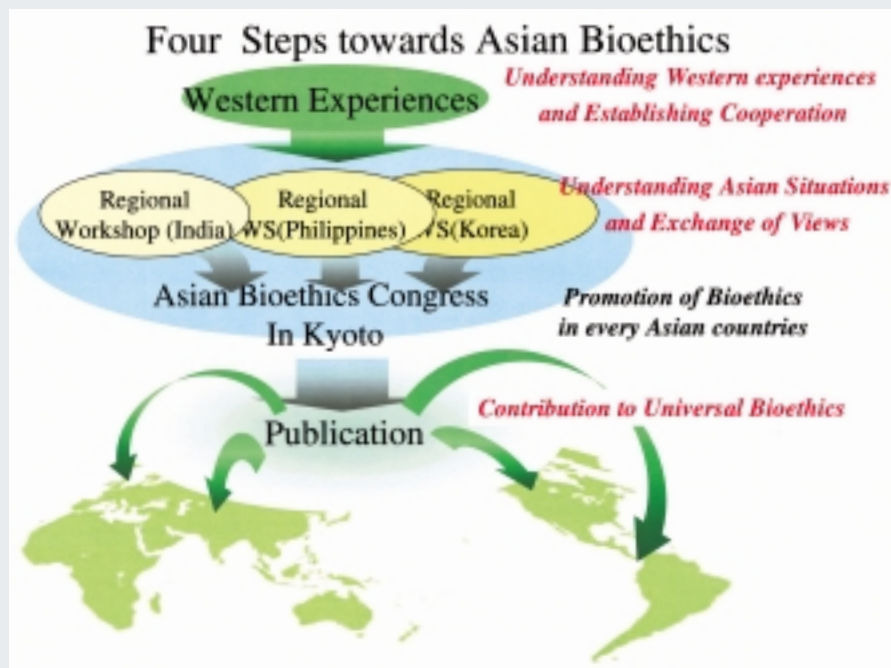 Four Steps towards Asian Bioethics
Western Experiences
Understanding Western experiences
and Establishing Cooperation
Regional
Workshop (India)
Regional
WS(Philippines)
Regional
WS(Korea)
Understanding Asian Situations
and Exchange of Views
Asian Bioethics Congress
In Kyoto
Promotion of Bioethics
in every Asian countries
Publication
Contribution to Universal Bioethics